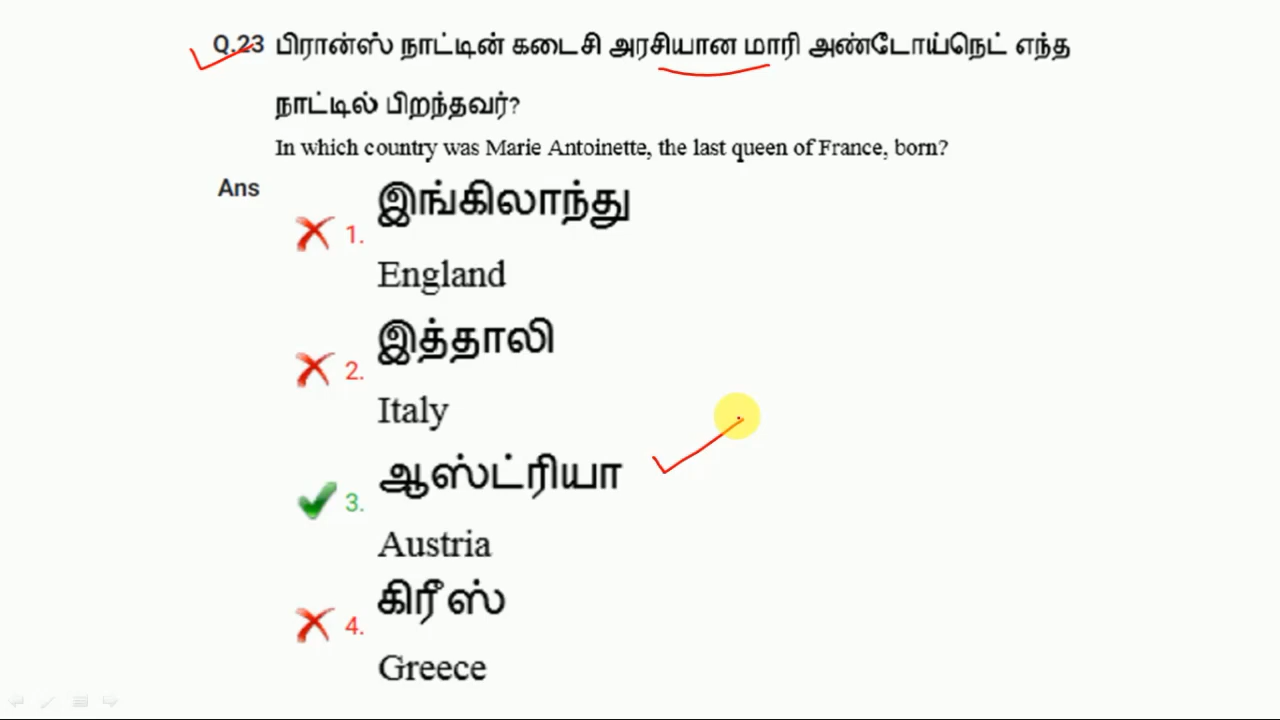 Q.23 பிரான்ஸ் நாட்டின் கடைசி அரசியான மாரி அண்டோய்நெட் எந்த
நாட்டில் பிறந்தவர்?
In which country was Marie Antoinette, the last queen of France, born?
Ans
இங்கிலாந்து
1.
England
இத்தாலி
2.
Italy
ஆஸ்ட்ரியா
3.
Austria
கிரீஸ்
4.
Greece